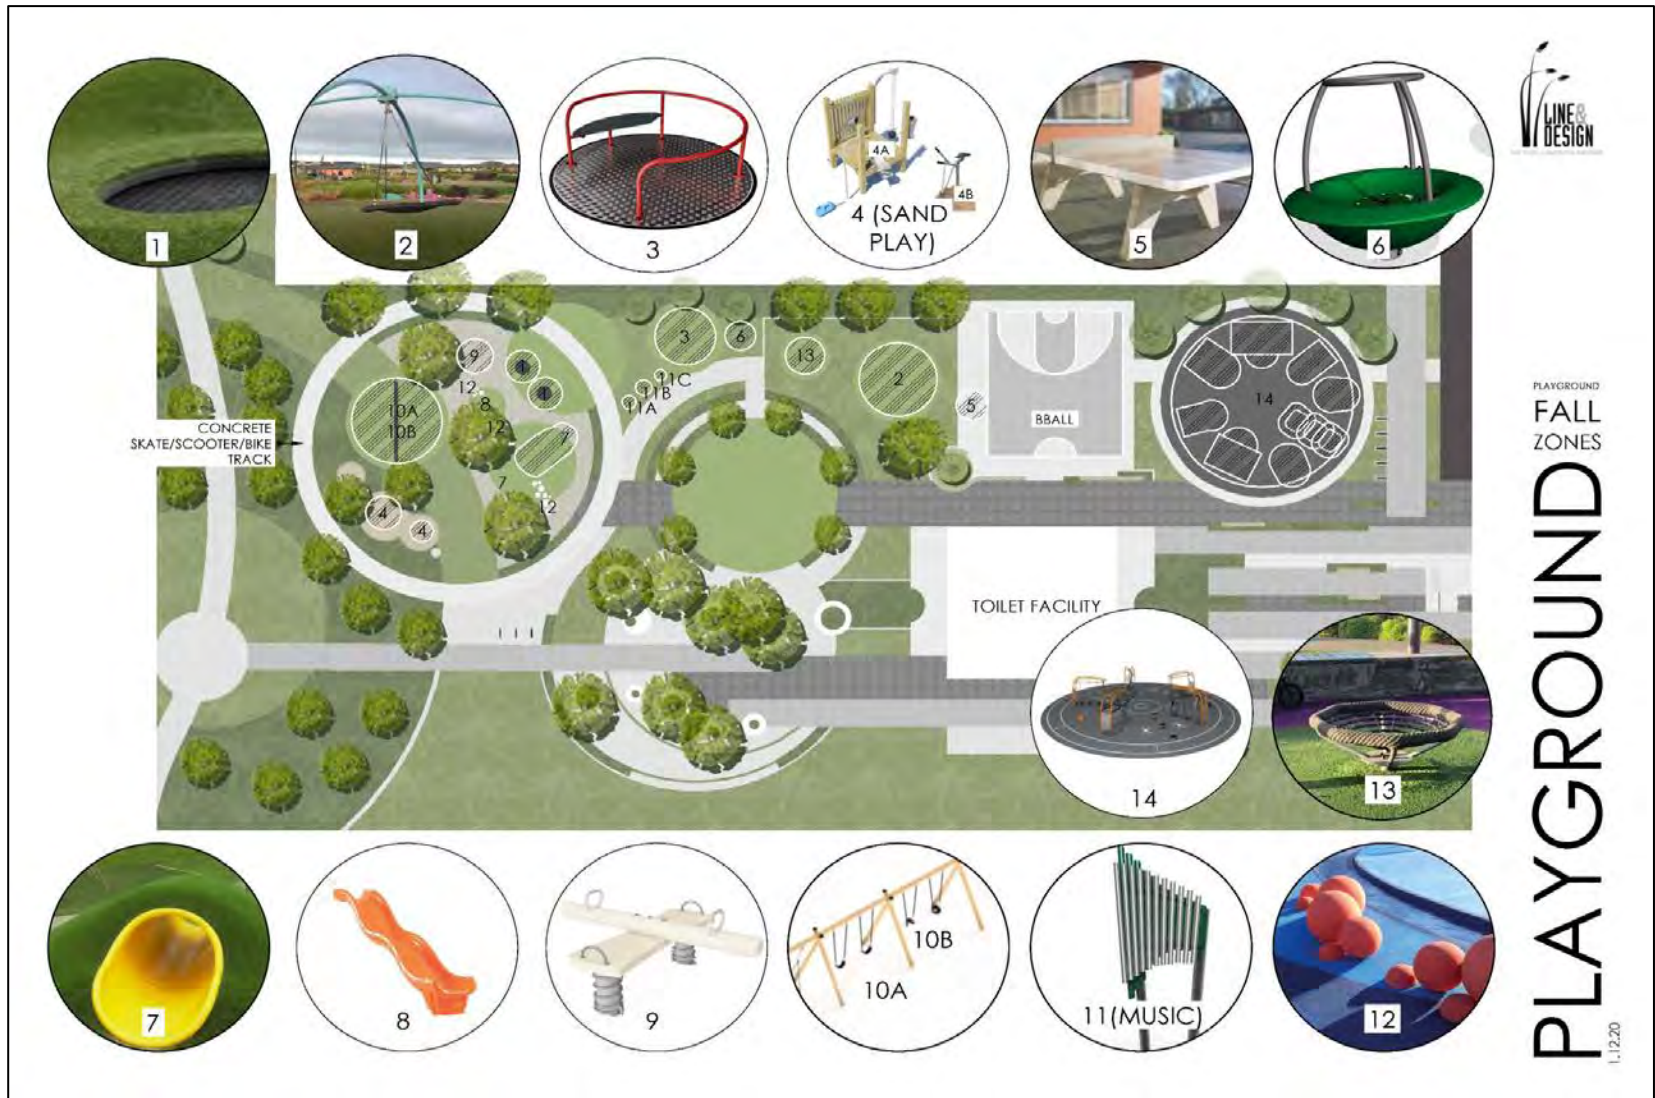 1
2
3
4A
4B
4 (SAND
PLAY)
5
6
LINE&
DESIGN
3
6
13
2
9
1
1
12
8
12
11C
11B
11A
10A
10B
7
7
12
4
4
5
BBALL
14
CONCRETE
SKATE/SCOOTER/BIKE
TRACK
TOILET FACILITY
14
13
7
8
9
10B
10A
11(MUSIC)
12
PLAYGROUND
FALL
ZONES
PLAYGROUND
1.12.20